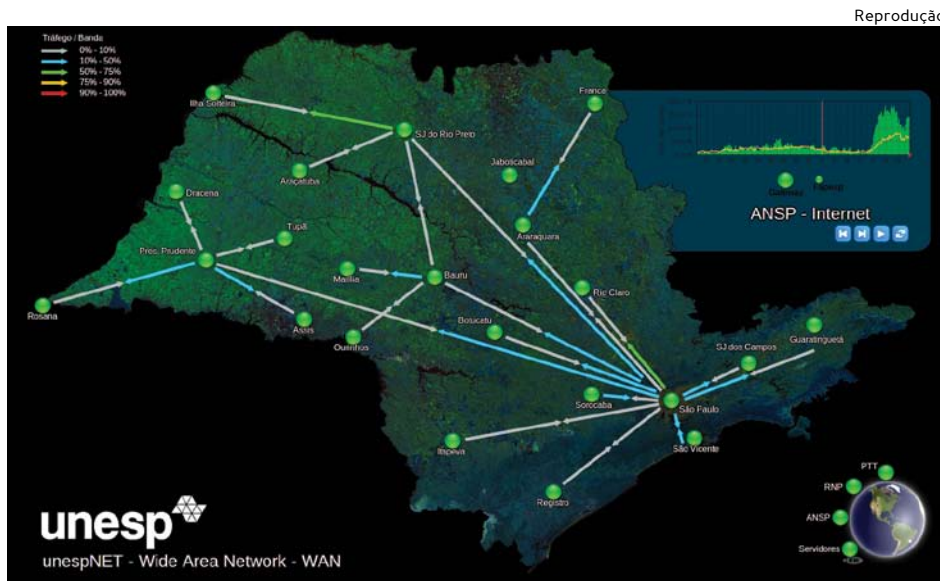 Reprodução
Tráfego / Banda
0% - 10%
10% - 50%
50% - 75%
75% - 90%
90% - 100%
Ilha Solteira
Franca
SJ do Rio Preto
Jaboticabal
Araçatuba
Dracena
ANSP - Internet
Tupã
Araraquara
Pres. Prudente
Marília
Bauru
Rio Claro
Rosana
Assis
Botucatu
Ourinhos
Guaratinguetá
SJ dos Campos
Sorocaba
São Paulo
Itapeva
São Vicente
PTT
RNP
Registro
ANSP
Servidores
unesp
unespNET - Wide Area Network - WAN